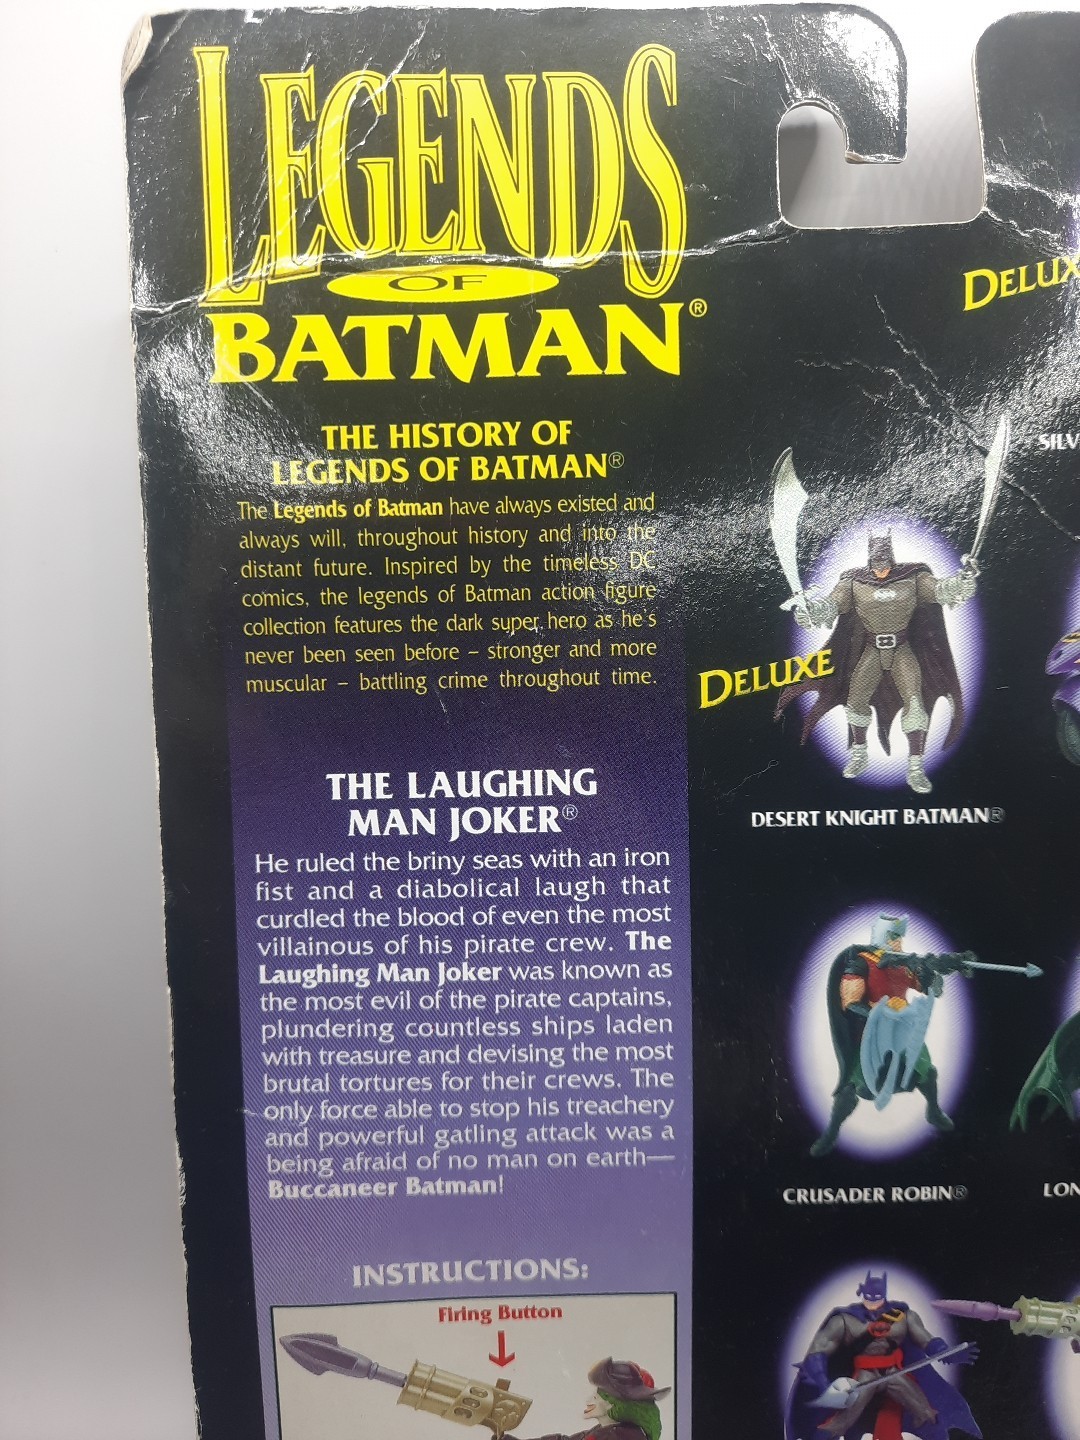 LEGENDS
OF
BATMAN®
THE HISTORY OF
LEGENDS OF BATMAN®
The Legends of Batman have always existed and
always will, throughout history and into the
distant future. Inspired by the timeless DC
comics, the legends of Batman action figure
collection features the dark super hero as he's
never been seen before – stronger and more
muscular – battling crime throughout time.
THE LAUGHING
MAN JOKER®
He ruled the briny seas with an iron
fist and a diabolical laugh that
curdled the blood of even the most
villainous of his pirate crew. The
Laughing Man Joker was known as
the most evil of the pirate captains,
plundering countless ships laden
with treasure and devising the most
brutal tortures for their crews. The
only force able to stop his treachery
and powerful gatling attack was a
being afraid of no man on earth—
Buccaneer Batman!
INSTRUCTIONS:
Firing Button
DELUX
SILV
DELUXE
DESERT KNIGHT BATMAN®
CRUSADER ROBIN®
LON